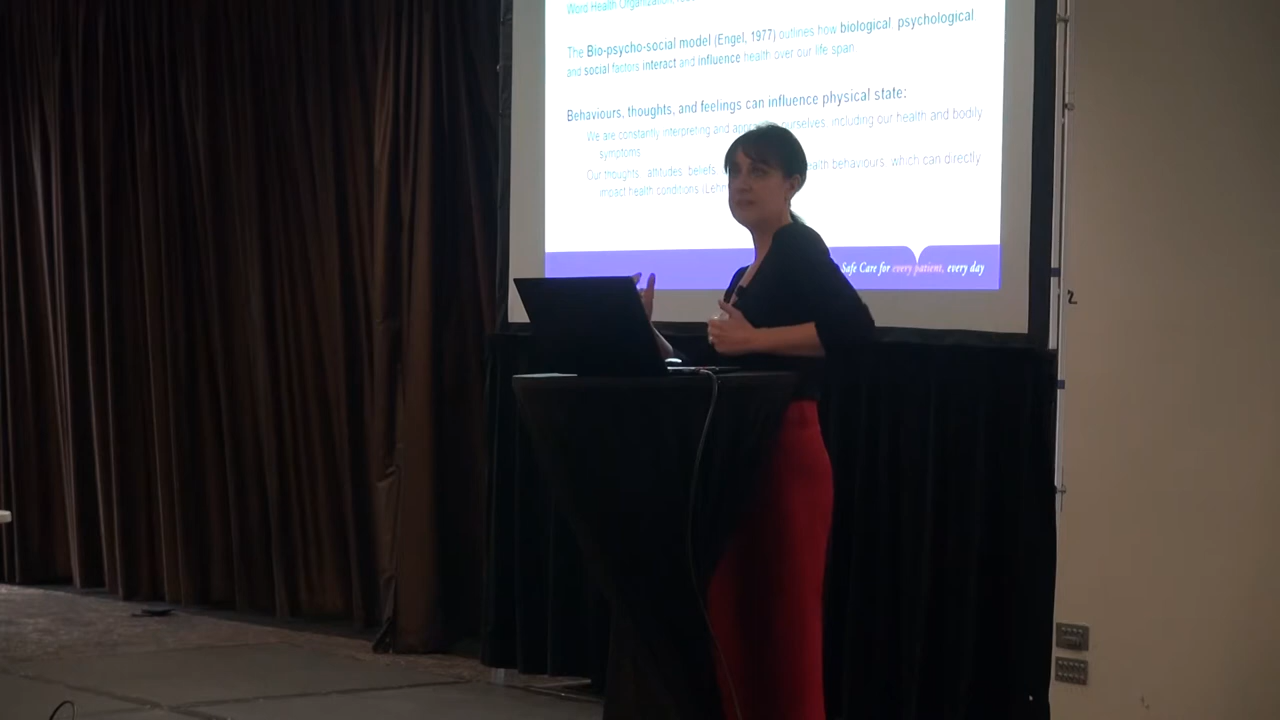 Word Health Organization
The Bio-psycho-social model (Engel, 1977) outlines how biological, psychological,
and social factors interact and influence health over our life span
Behaviours, thoughts, and feelings can influence physical state:
We are constantly interpreting and ourselves, including our health and bodily
symptoms
Our thoughts, attitudes, beliefs health behaviours, which can directly
impact health conditions
Safe Care for every patient, every day